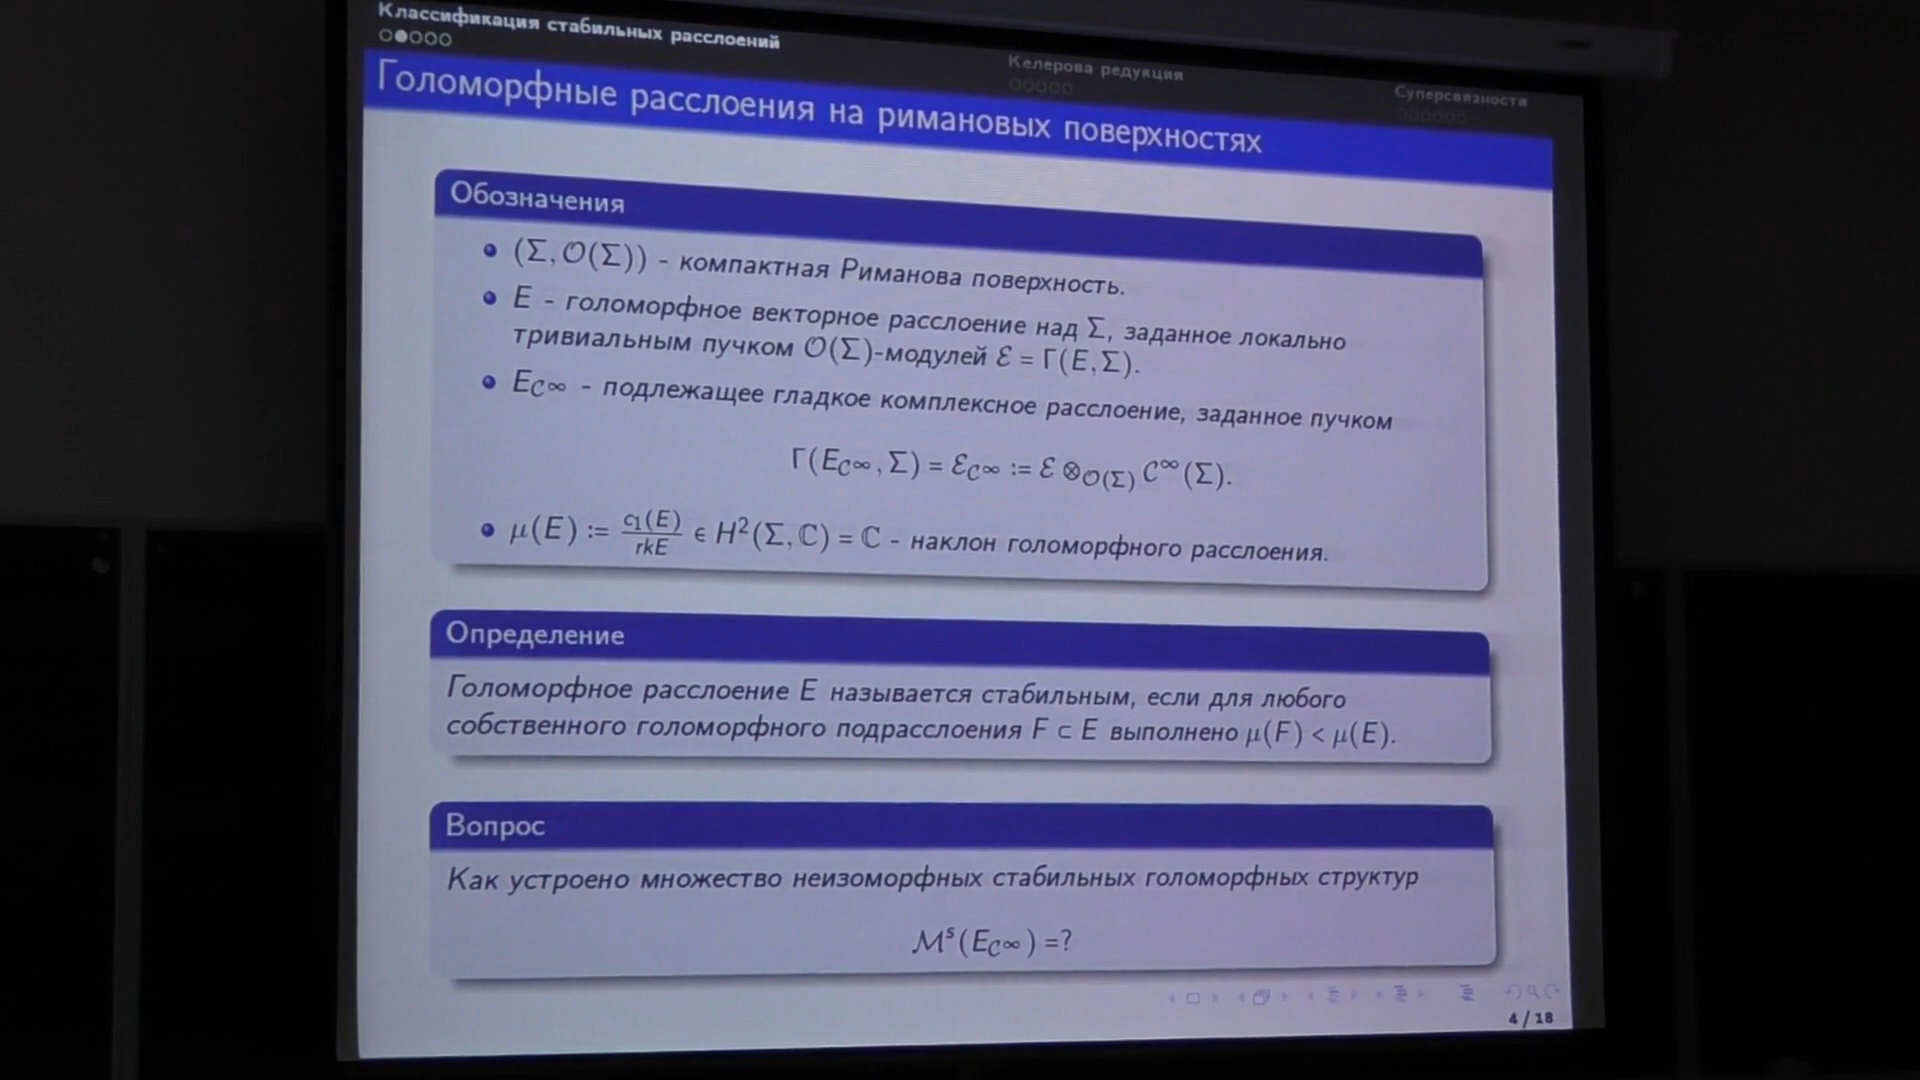 Классификация стабильных расслоений
Келерова редукция
Суперсвязности
Голоморфные расслоения на римановых поверхностях
Обозначения
(Σ, 𝒪(Σ)) - компактная Риманова поверхность.
E - голоморфное векторное расслоение над Σ, заданное локально
тривиальным пучком 𝒪(Σ)-модулей ℰ = Γ(E, Σ).
E_{C^∞} - подлежащее гладкое комплексное расслоение, заданное пучком
Γ(E_{C^∞}, Σ) = ℰ_{C^∞} := ℰ ⊗_{𝒪(Σ)} C^∞(Σ).
μ(E) := c₁(E)/rkE ∈ H²(Σ, ℂ) = ℂ - наклон голоморфного расслоения.
Определение
Голоморфное расслоение E называется стабильным, если для любого
собственного голоморфного подрасслоения F ⊂ E выполнено μ(F) < μ(E).
Вопрос
Как устроено множество неизоморфных стабильных голоморфных структур
ℳ^s(E_{C^∞}) =?
4 / 18